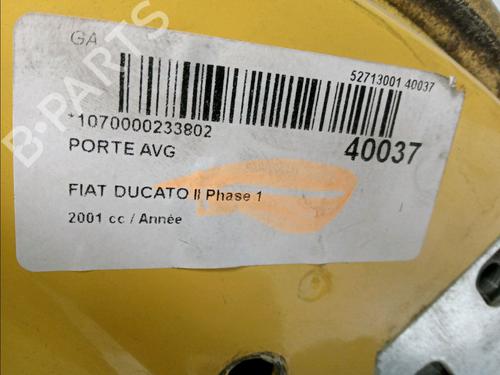 GA
52713001 40037
*1070000233802
40037
PORTE AVG
FIAT DUCATO II Phase 1
2001 cc / Année
B-PARTS